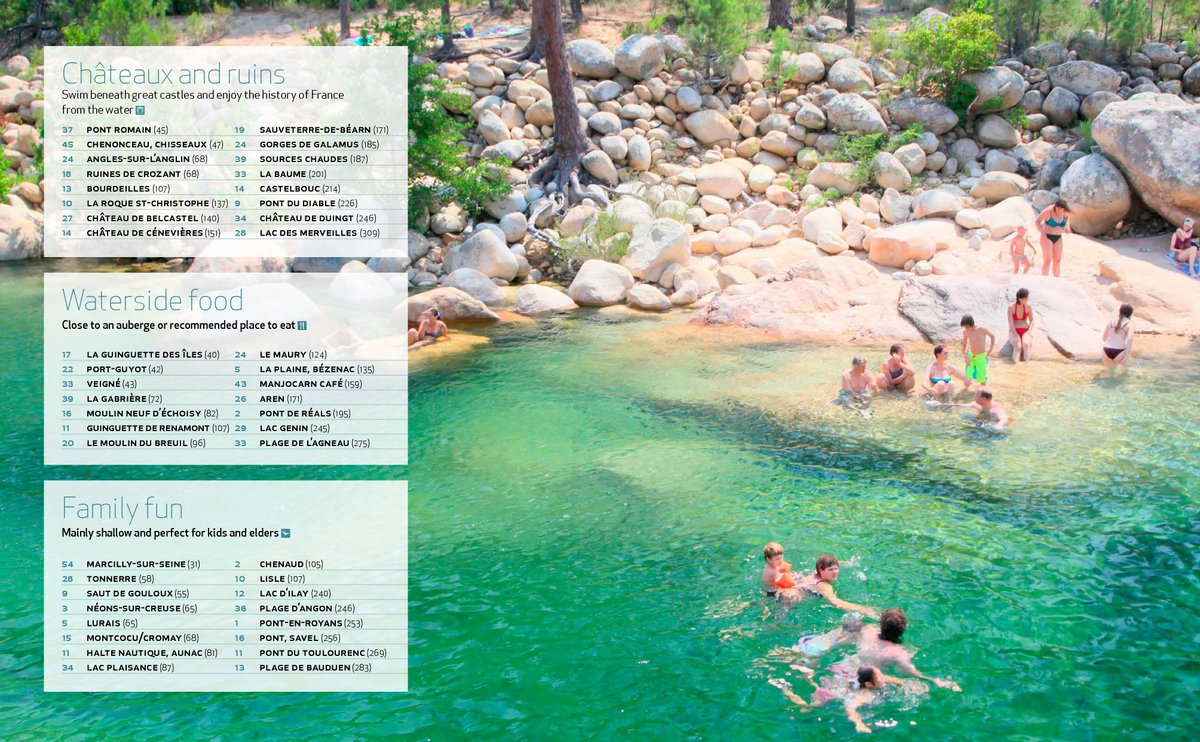 Châteaux and ruins
Swim beneath great castles and enjoy the history of France
from the water
37 PONT ROMAIN (45)
45 CHENONCEAU, CHISSEAUX (47)
24 ANGLES-SUR-L'ANGLIN (68)
18 RUINES DE CROZANT (68)
13 BOURDEILLES (107)
10 LA ROQUE ST-CHRISTOPHE (137)
27 CHÂTEAU DE BELCASTEL (140)
14 CHÂTEAU DE CÉNEVIÈRES (151)
19 SAUVETERRE-DE-BÉARN (171)
24 GORGES DE GALAMUS (185)
39 SOURCES CHAUDES (187)
33 LA BAUME (201)
14 CASTELBOUC (214)
9 PONT DU DIABLE (226)
34 CHÂTEAU DE DUINGT (246)
28 LAC DES MERVEILLES (309)
Waterside food
Close to an auberge or recommended place to eat
17 LA GUINGUETTE DES ÎLES (40)
22 PORT-GUYOT (42)
33 VEIGNÉ (43)
39 LA GABRIÈRE (72)
16 MOULIN NEUF D'ÉCHOISY (82)
11 GUINGUETTE DE RENAMONT (107)
20 LE MOULIN DU BREUIL (96)
24 LE MAURY (124)
5 LA PLAINE, BÉZENAC (135)
43 MANJOCARN CAFÉ (159)
26 AREN (171)
2 PONT DE RÉALS (195)
29 LAC GENIN (245)
33 PLAGE DE L'AGNEAU (275)
Family fun
Mainly shallow and perfect for kids and elders
54 MARCILLY-SUR-SEINE (31)
28 TONNERRE (58)
9 SAUT DE GOULOUX (55)
3 NÉONS-SUR-CREUSE (65)
5 LURAIS (65)
15 MONTCOCU/CROMAY (68)
11 HALTE NAUTIQUE, AUNAC (81)
34 LAC PLAISANCE (87)
2 CHENAUD (105)
10 LISLE (107)
12 LAC D'ILAY (240)
36 PLAGE D'ANGON (246)
1 PONT-EN-ROYANS (253)
16 PONT, SAVEL (256)
11 PONT DU TOULOURENC (269)
13 PLAGE DE BAUDUEN (283)